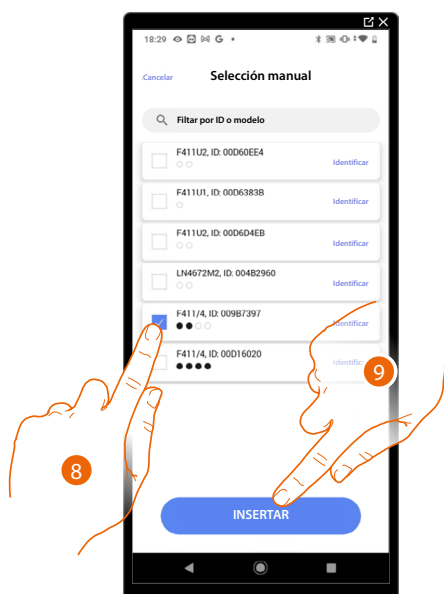 18:29 G
Cancelar Selección manual
Filtar por ID o modelo
F411U2, ID: 00D60EE4
Identificar
F411U1, ID: 00D6383B
Identificar
F411U2, ID: 00D6D4EB
Identificar
LN4672M2, ID: 004B2960
Identificar
F411/4, ID: 009B7397
Identificar
F411/4, ID: 00D16020
Identificar
9
8
INSERTAR